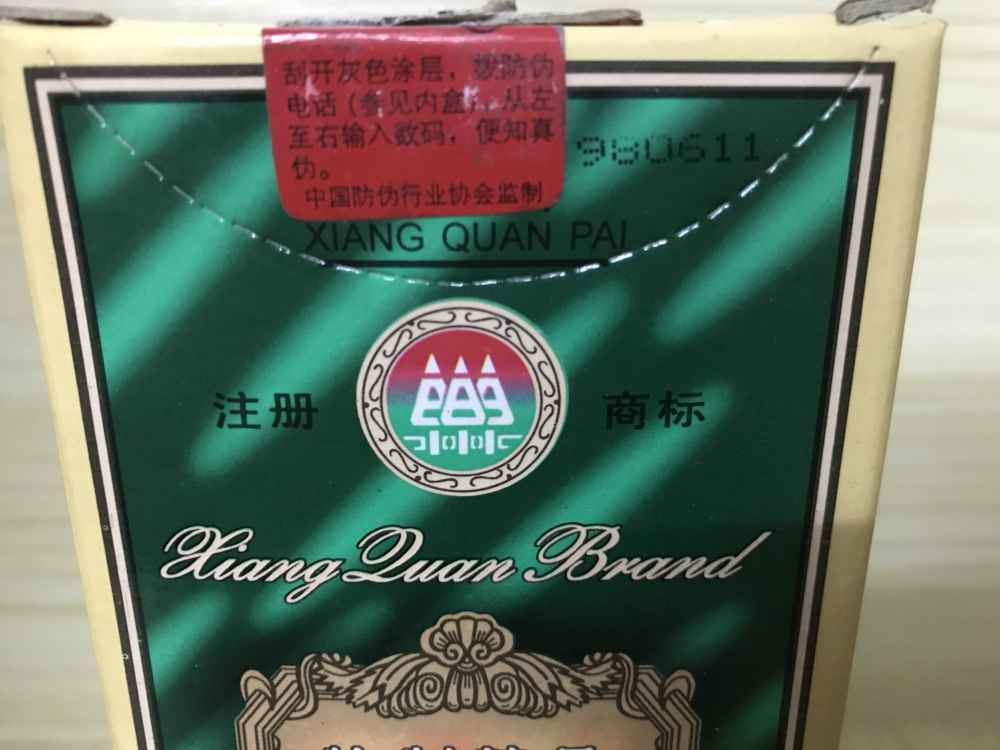 刮开灰色涂层，拨防伪
电话（参见内盒），从左
至右输入数码，便知真
伪。
中国防伪行业协会监制
980611
XIANG QUAN PAI
注册
商标
Xiang Quan Brand